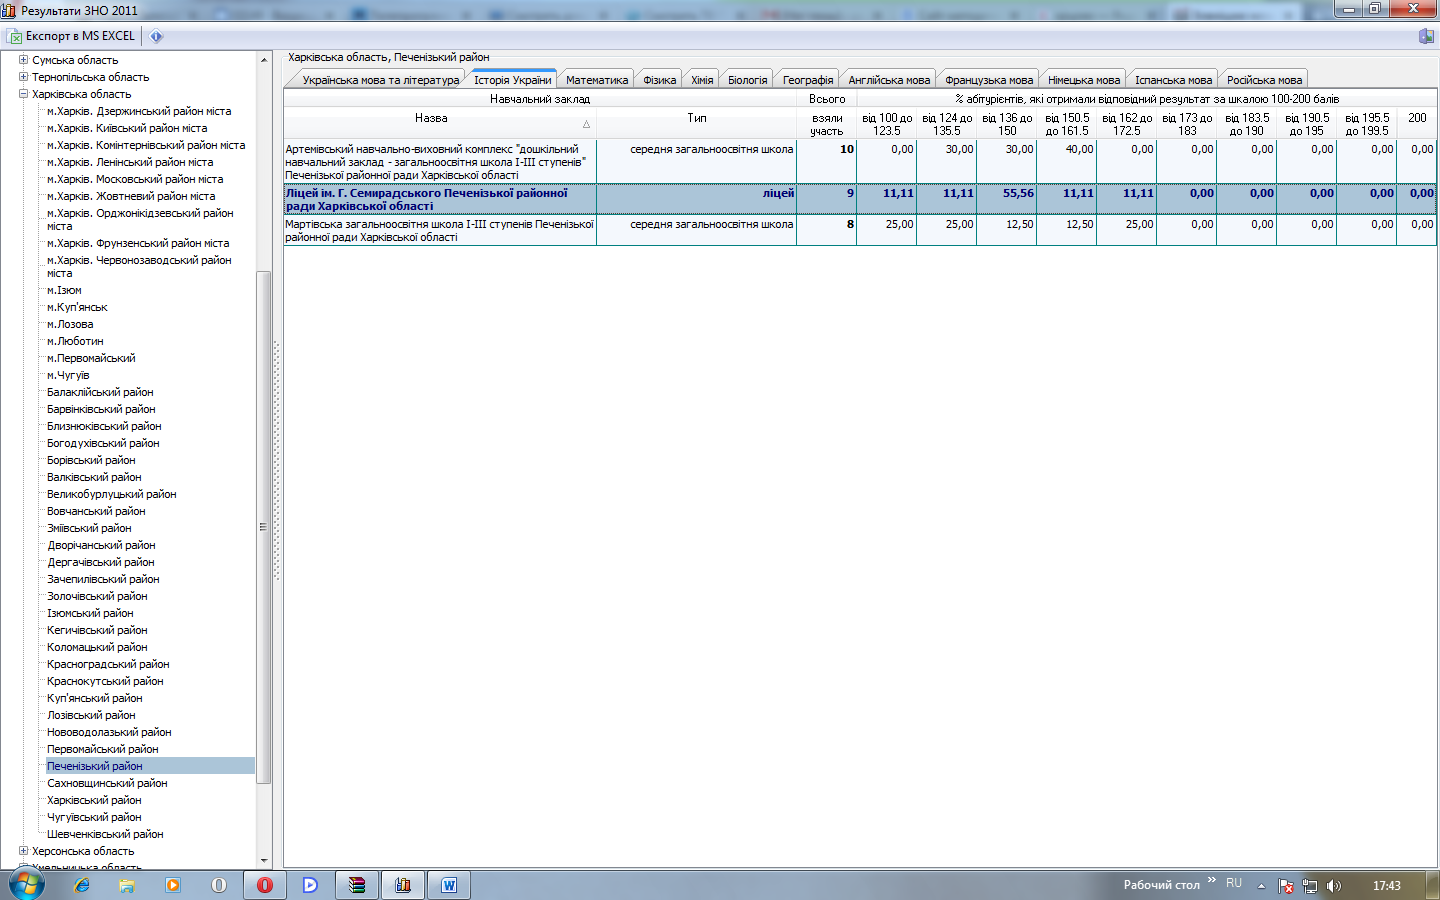 Результати ЗНО 2011
Експорт в MS EXCEL
Сумська область
Тернопільська область
Харківська область
м.Харків. Дзержинський район міста
м.Харків. Київський район міста
м.Харків. Комінтернівський район міста
м.Харків. Ленінський район міста
м.Харків. Московський район міста
м.Харків. Жовтневий район міста
м.Харків. Орджонікідзевський район
міста
м.Харків. Фрунзенський район міста
м.Харків. Червонозаводський район
міста
м.Ізюм
м.Куп'янськ
м.Лозова
м.Люботин
м.Первомайський
м.Чугуїв
Балаклійський район
Барвінківський район
Близнюківський район
Богодухівський район
Борівський район
Валківський район
Великобурлуцький район
Вовчанський район
Зміївський район
Дворічанський район
Дергачівський район
Зачепилівський район
Золочівський район
Ізюмський район
Кегичівський район
Коломацький район
Красноградський район
Краснокутський район
Куп'янський район
Лозівський район
Нововодолазький район
Первомайський район
Печенізький район
Сахновщинський район
Харківський район
Чугуївський район
Шевченківський район
Херсонська область
Хмельницька область
Харківська область, Печенізький район
Українська мова та література Історія України Математика Фізика Хімія Біологія Географія Англійська мова Французька мова Німецька мова Іспанська мова Російська мова
Навчальний заклад Всього % абітурієнтів, які отримали відповідний результат за шкалою 100-200 балів
Назва Тип взяли участь від 100 до 123.5 від 124 до 135.5 від 136 до 150 від 150.5 до 161.5 від 162 до 172.5 від 173 до 183 від 183.5 до 190 від 190.5 до 195 від 195.5 до 199.5 200
Артемівський навчально-виховний комплекс "дошкільний середня загальноосвітня школа 10 0,00 30,00 30,00 40,00 0,00 0,00 0,00 0,00 0,00 0,00
навчальний заклад - загальноосвітня школа І-ІІІ ступенів"
Печенізької районної ради Харківської області
Ліцей ім. Г. Семирадського Печенізької районної ліцей 9 11,11 11,11 55,56 11,11 11,11 0,00 0,00 0,00 0,00 0,00
ради Харківської області
Мартівська загальноосвітня школа І-ІІІ ступенів Печенізької середня загальноосвітня школа 8 25,00 25,00 12,50 12,50 25,00 0,00 0,00 0,00 0,00 0,00
районної ради Харківської області
Рабочий стол » RU 17:43